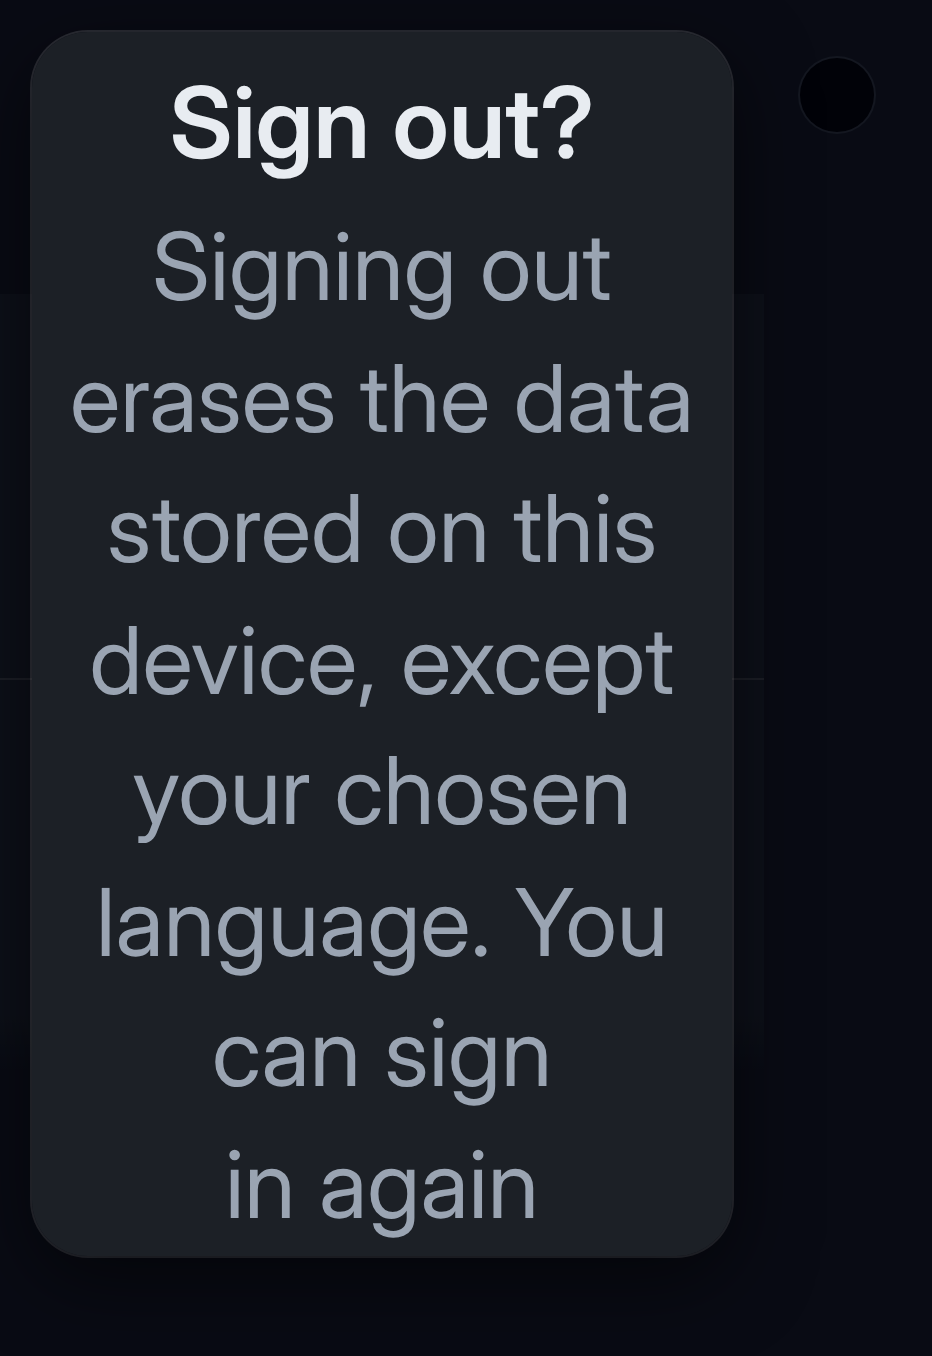 Sign out?
Signing out
erases the data
stored on this
device, except
your chosen
language. You
can sign
in again